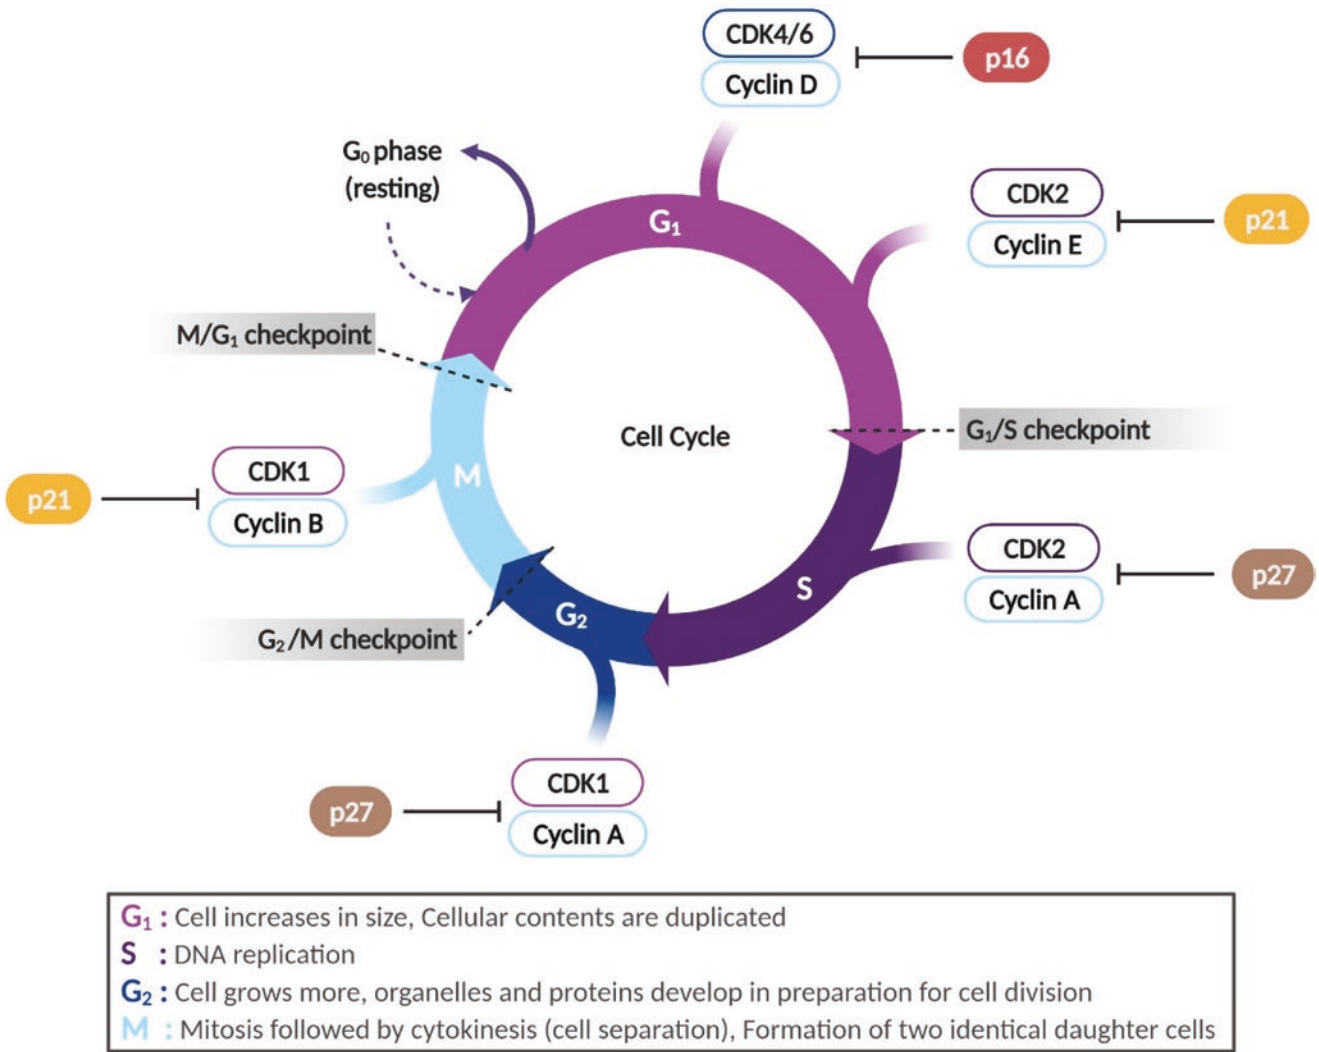 CDK4/6
Cyclin D
p16
G₀ phase
(resting)
G₁
CDK2
Cyclin E
p21
M/G₁ checkpoint
Cell Cycle
G₁/S checkpoint
p21
CDK1
Cyclin B
M
CDK2
Cyclin A
p27
S
G₂
G₂/M checkpoint
p27
CDK1
Cyclin A
G₁ : Cell increases in size, Cellular contents are duplicated
S : DNA replication
G₂ : Cell grows more, organelles and proteins develop in preparation for cell division
M : Mitosis followed by cytokinesis (cell separation), Formation of two identical daughter cells